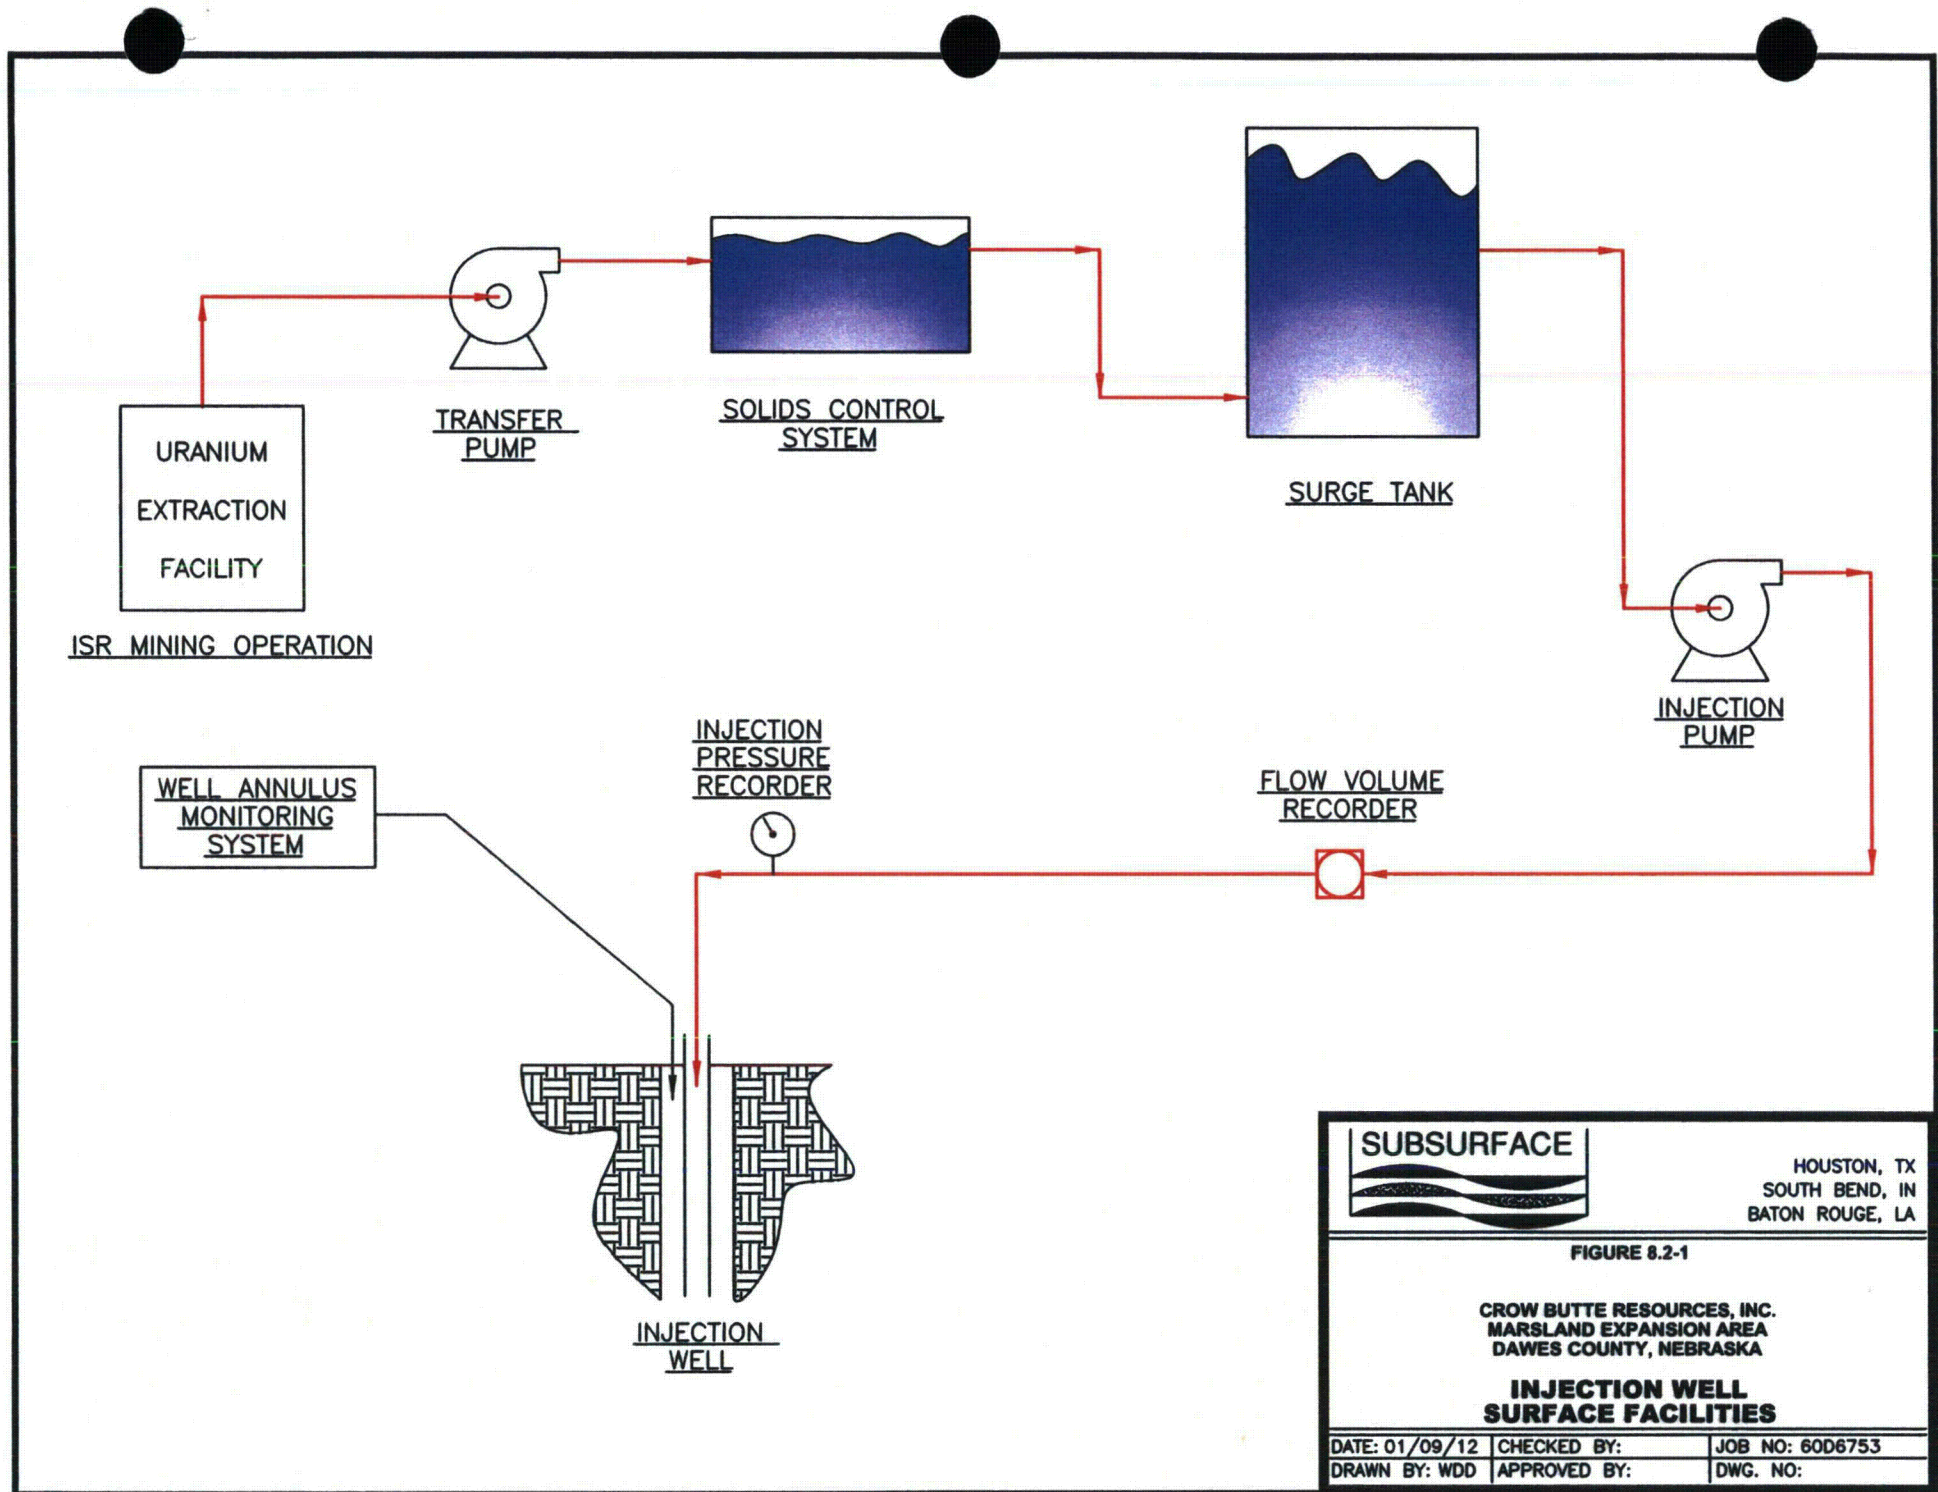 URANIUM
EXTRACTION
FACILITY
ISR MINING OPERATION
TRANSFER
PUMP
SOLIDS CONTROL
SYSTEM
SURGE TANK
INJECTION
PUMP
FLOW VOLUME
RECORDER
INJECTION
PRESSURE
RECORDER
WELL ANNULUS
MONITORING
SYSTEM
INJECTION
WELL
SUBSURFACE
HOUSTON, TX
SOUTH BEND, IN
BATON ROUGE, LA
FIGURE 8.2-1
CROW BUTTE RESOURCES, INC.
MARSLAND EXPANSION AREA
DAWES COUNTY, NEBRASKA
INJECTION WELL
SURFACE FACILITIES
DATE: 01/09/12 CHECKED BY: JOB NO: 60D6753
DRAWN BY: WDD APPROVED BY: DWG. NO: